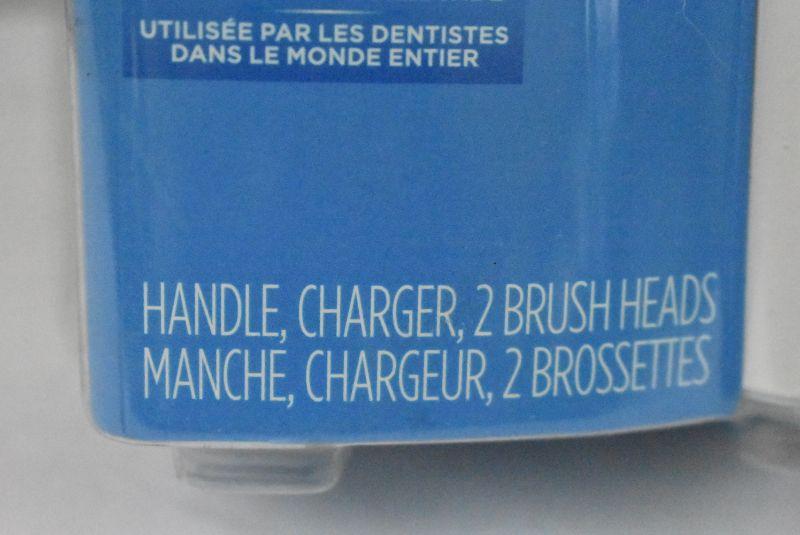 UTILISÉE PAR LES DENTISTES
DANS LE MONDE ENTIER
HANDLE, CHARGER, 2 BRUSH HEADS
MANCHE, CHARGEUR, 2 BROSSETTES